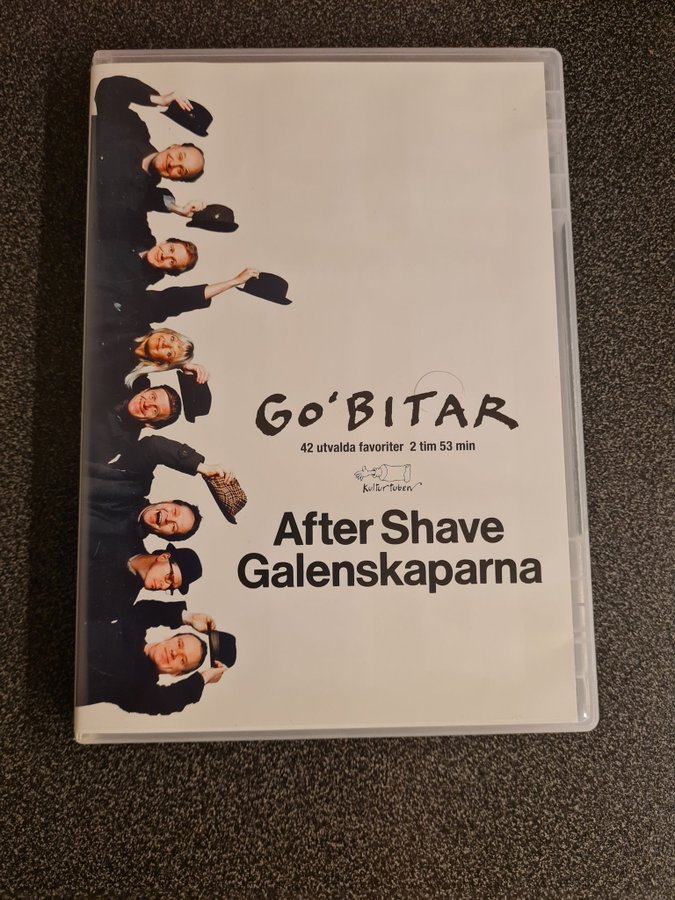 GO'BITAR
42 utvalda favoriter 2 tim 53 min
Kulturtuben
After Shave
Galenskaparna